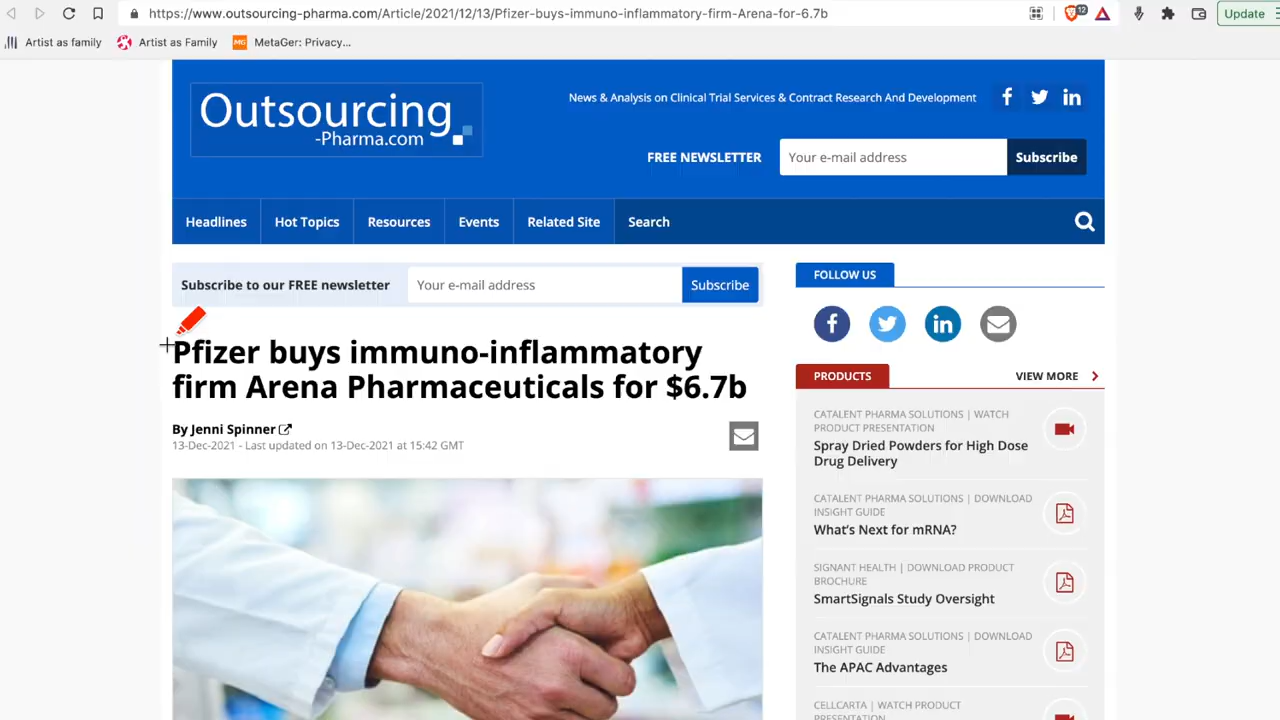 https://www.outsourcing-pharma.com/Article/2021/12/13/Pfizer-buys-immuno-inflammatory-firm-Arena-for-6.7b
12
Update
Artist as family
Artist as Family
MG
MetaGer: Privacy...
Outsourcing
-Pharma.com
News & Analysis on Clinical Trial Services & Contract Research And Development
FREE NEWSLETTER
Your e-mail address
Subscribe
Headlines
Hot Topics
Resources
Events
Related Site
Search
Subscribe to our FREE newsletter
Your e-mail address
Subscribe
Pfizer buys immuno-inflammatory
firm Arena Pharmaceuticals for $6.7b
By Jenni Spinner
13-Dec-2021 - Last updated on 13-Dec-2021 at 15:42 GMT
FOLLOW US
PRODUCTS
VIEW MORE
CATALENT PHARMA SOLUTIONS | WATCH
PRODUCT PRESENTATION
Spray Dried Powders for High Dose
Drug Delivery
CATALENT PHARMA SOLUTIONS | DOWNLOAD
INSIGHT GUIDE
What's Next for mRNA?
SIGNANT HEALTH | DOWNLOAD PRODUCT
BROCHURE
SmartSignals Study Oversight
CATALENT PHARMA SOLUTIONS | DOWNLOAD
INSIGHT GUIDE
The APAC Advantages
CELLCARTA | WATCH PRODUCT
PRESENTATION